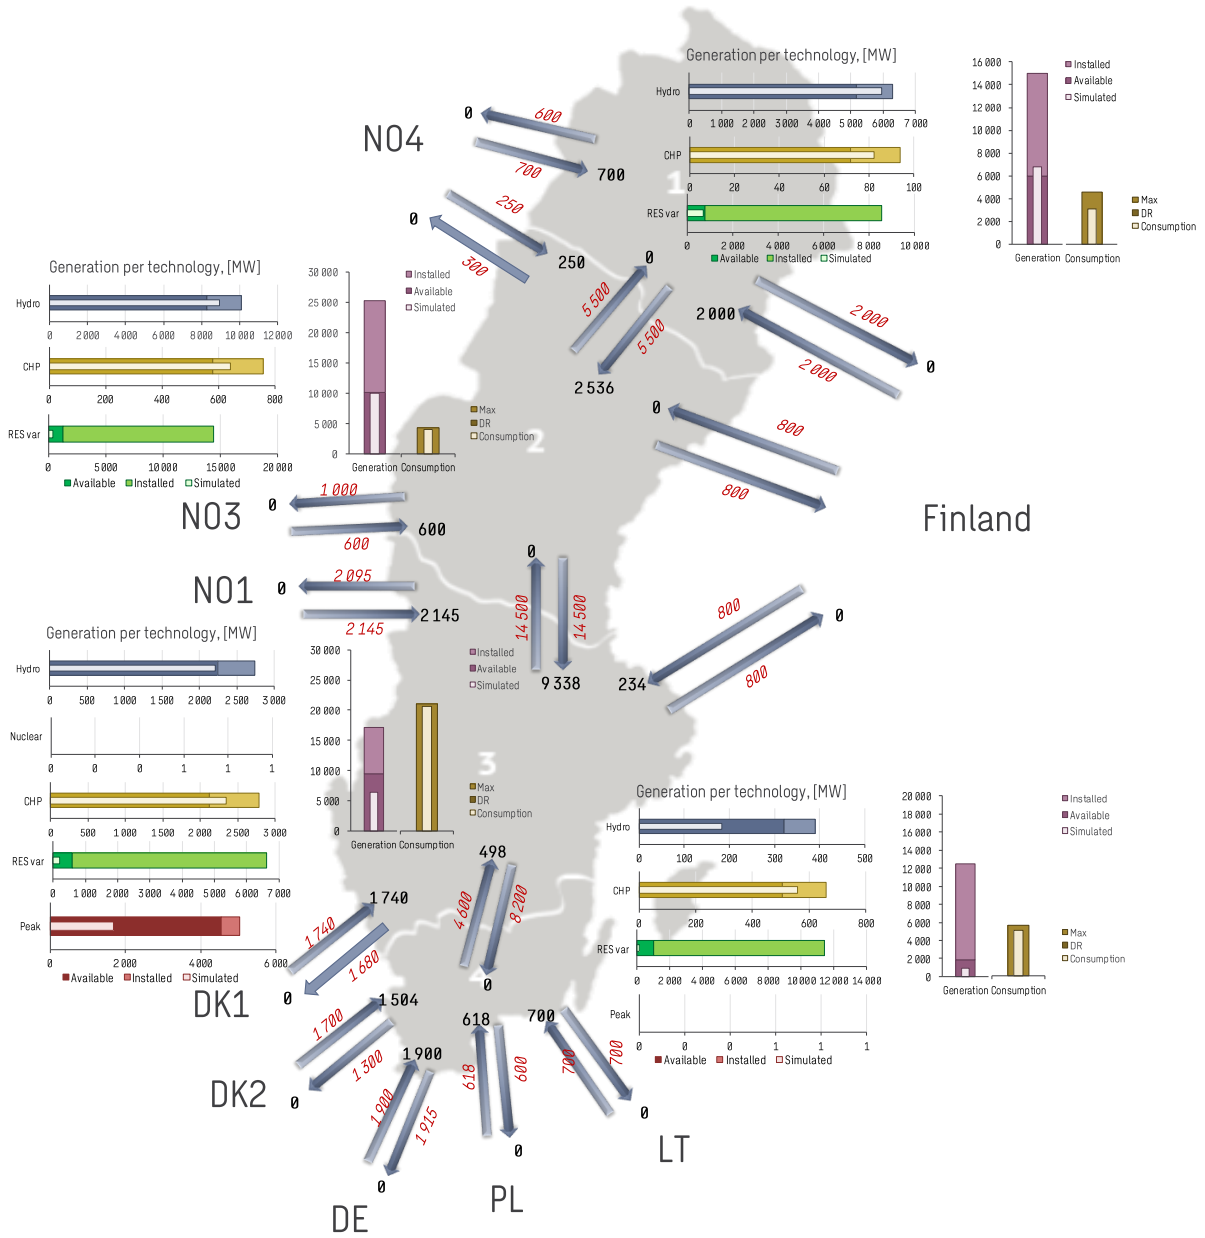 Generation per technology, [MW]
Hydro
0 1 000 2 000 3 000 4 000 5 000 6 000 7 000
CHP
0 20 40 60 80 100
RES var
0 2 000 4 000 6 000 8 000 10 000
Available Installed Simulated
16 000
14 000
12 000
10 000
8 000
6 000
4 000
2 000
0
Generation Consumption
Installed
Available
Simulated
Max
DR
Consumption
1
NO4
0
600
700
700
0
250
250
300
0
5 500
5 500
2 536
2 000
2 000
2 000
0
0
800
800
Finland
Generation per technology, [MW]
Hydro
0 2 000 4 000 6 000 8 000 10 000 12 000
CHP
0 200 400 600 800
RES var
0 5 000 10 000 15 000 20 000
Available Installed Simulated
30 000
25 000
20 000
15 000
10 000
5 000
0
Generation Consumption
Installed
Available
Simulated
Max
DR
Consumption
2
NO3
0
1 000
600
600
NO1
0
2 095
2 145
2 145
0
14 500
14 500
9 338
800
0
234
800
Generation per technology, [MW]
Hydro
0 500 1 000 1 500 2 000 2 500 3 000
Nuclear
0 0 0 1 1 1
CHP
0 500 1 000 1 500 2 000 2 500 3 000
RES var
0 1 000 2 000 3 000 4 000 5 000 6 000 7 000
Peak
0 2 000 4 000 6 000
Available Installed Simulated
30 000
25 000
20 000
15 000
10 000
5 000
0
Generation Consumption
Installed
Available
Simulated
Max
DR
Consumption
3
498
4 600
8 200
0
Generation per technology, [MW]
Hydro
0 100 200 300 400 500
CHP
0 200 400 600 800
RES var
0 2 000 4 000 6 000 8 000 10 000 12 000 14 000
Peak
0 0 0 1 1 1
Available Installed Simulated
20 000
18 000
16 000
14 000
12 000
10 000
8 000
6 000
4 000
2 000
0
Generation Consumption
Installed
Available
Simulated
Max
DR
Consumption
1 740
1 740
1 680
0
DK1
1 504
1 700
1 300
0
DK2
1 900
1 900
1 915
0
DE
618
618
600
0
PL
700
700
700
0
LT